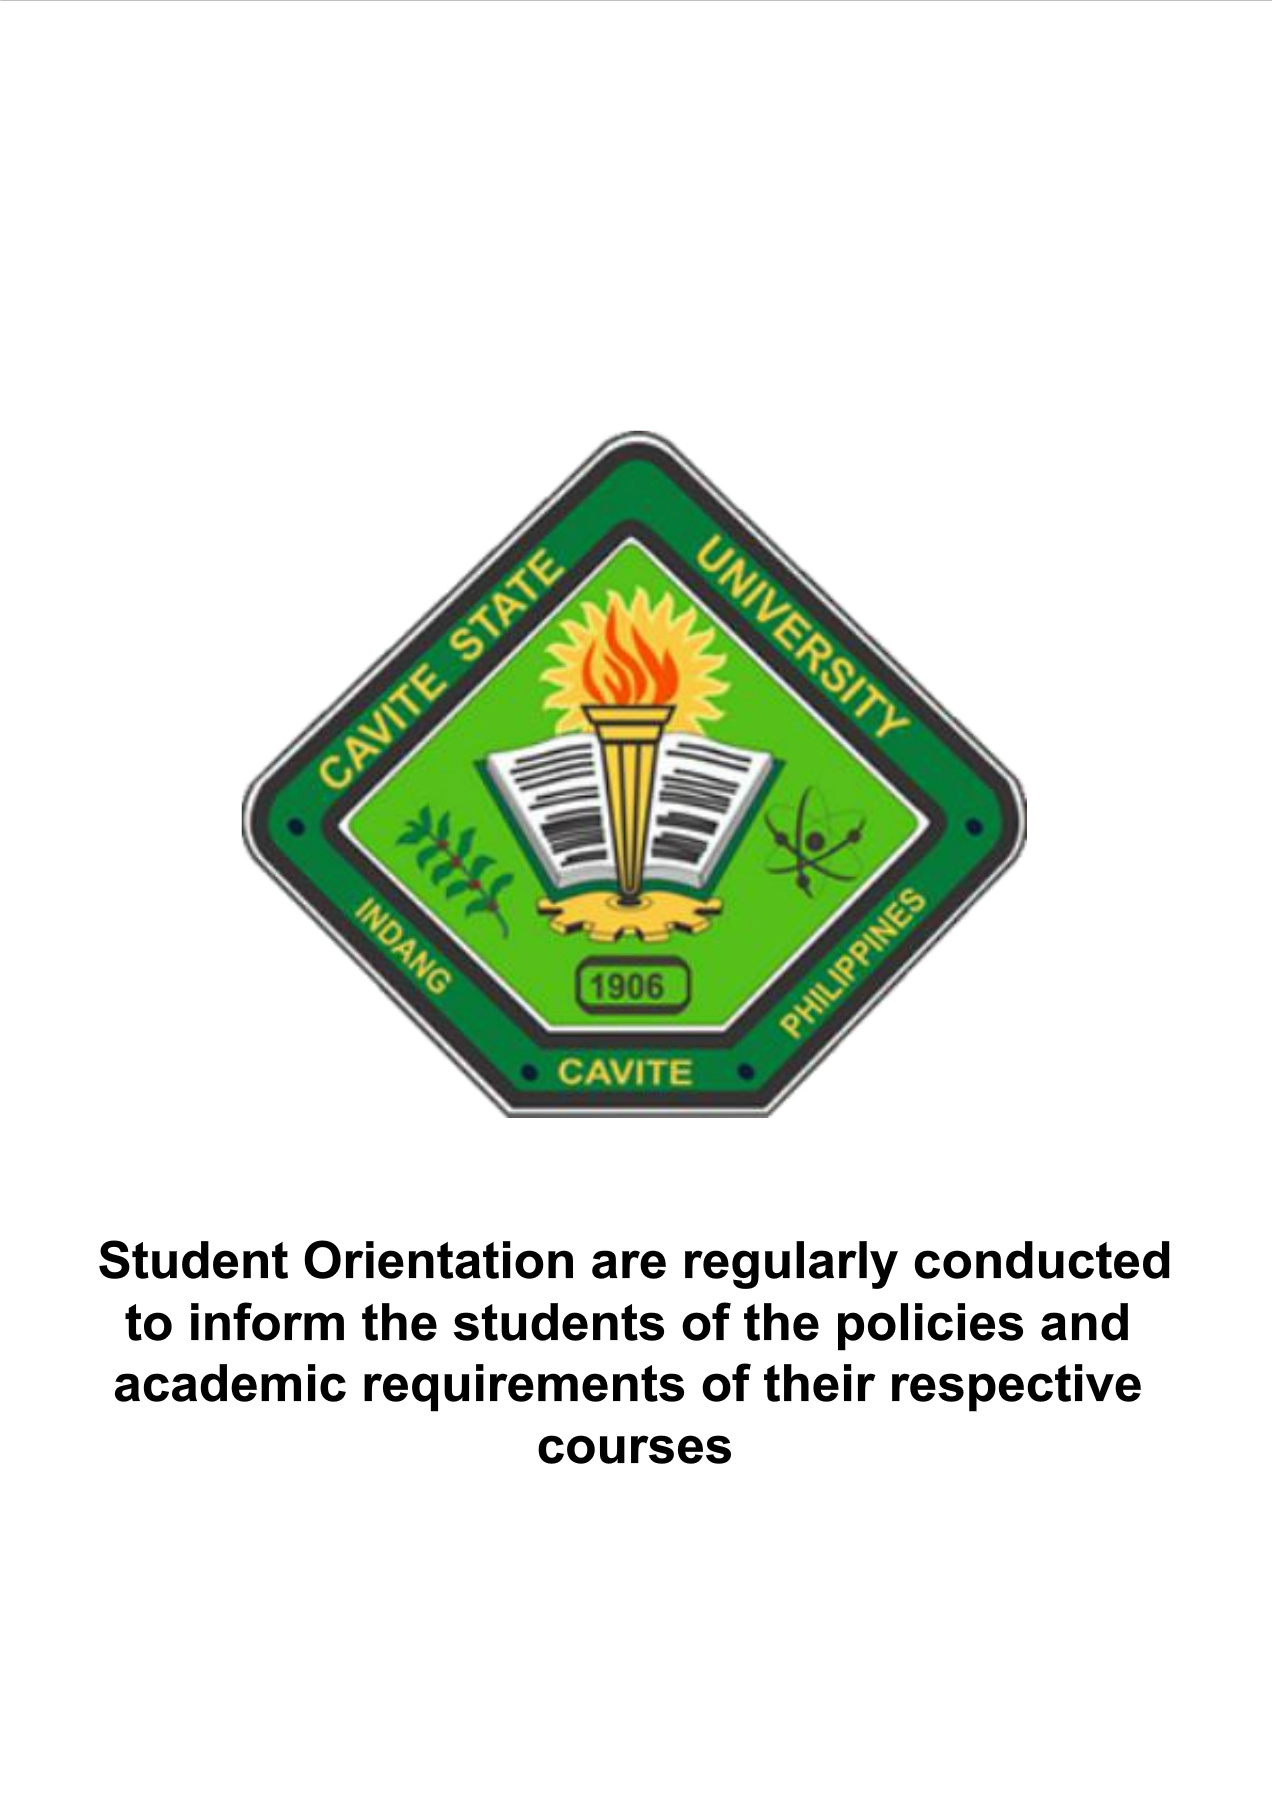 CAVITE STATE UNIVERSITY
1906
INDANG
CAVITE
PHILIPPINES
Student Orientation are regularly conducted
to inform the students of the policies and
academic requirements of their respective
courses